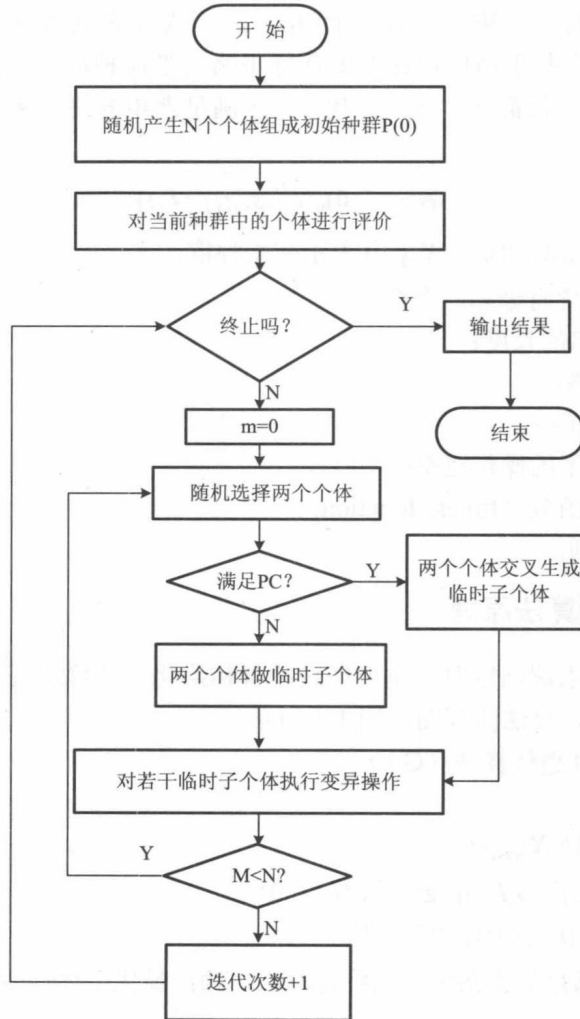 开 始
随机产生N个个体组成初始种群P(0)
对当前种群中的个体进行评价
终止吗?
Y
输出结果
N
结束
m=0
随机选择两个个体
满足PC?
Y
两个个体交叉生成
临时子个体
N
两个个体做临时子个体
对若干临时子个体执行变异操作
Y
M<N?
N
迭代次数+1